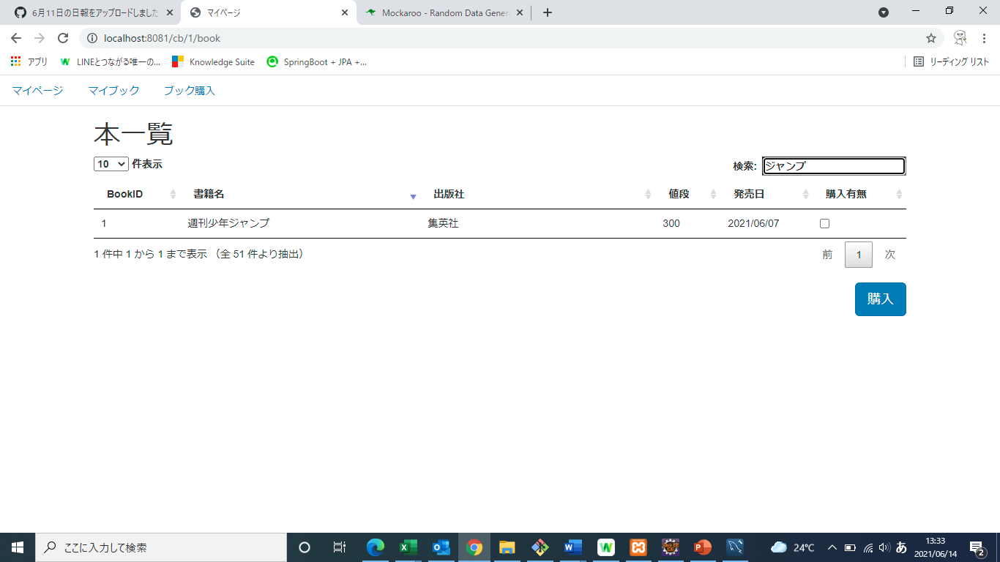 6月11日の日報をアップロードしました
マイページ
Mockaroo - Random Data Gener
localhost:8081/cb/1/book
アプリ
LINEとつながる唯一の...
Knowledge Suite
SpringBoot + JPA +...
リーディング リスト
マイページ
マイブック
ブック購入
本一覧
10 件表示
検索: ジャンプ
BookID 書籍名 出版社 値段 発売日 購入有無
1 週刊少年ジャンプ 集英社 300 2021/06/07
1 件中 1 から 1 まで表示 (全 51 件より抽出)
前 1 次
購入
ここに入力して検索
24℃
あ
13:33
2021/06/14
2